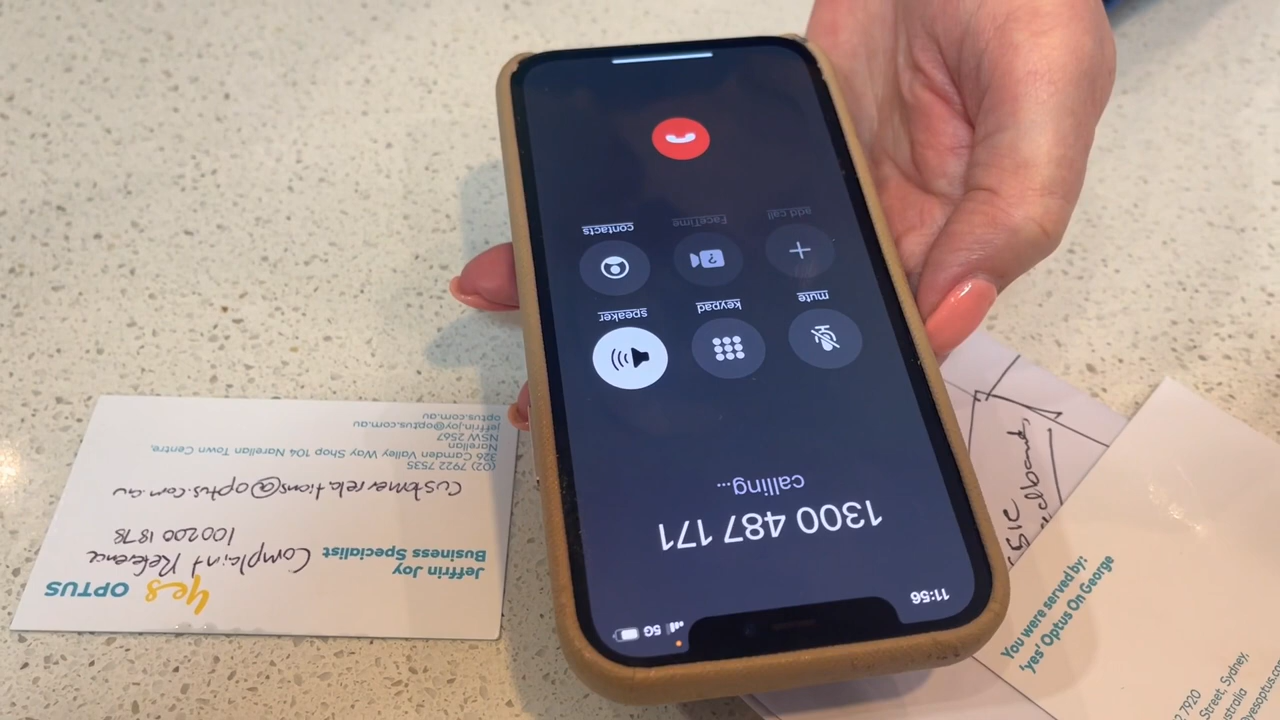 11:56
5G
1300 487 171
calling...
mute
keypad
speaker
add call
FaceTime
contacts
yes OPTUS
Jeffrin Joy
Business Specialist
Complaint Reference
100200 1878
Customerrelations@optus.com.au
(02) 7922 7535
326 Camden Valley Way Shop 104 Narellan Town Centre,
Narellan
NSW 2567
jeffrin.joy@optus.com.au
optus.com.au
You were served by:
'yes' Optus On George
7920
Street, Sydney,